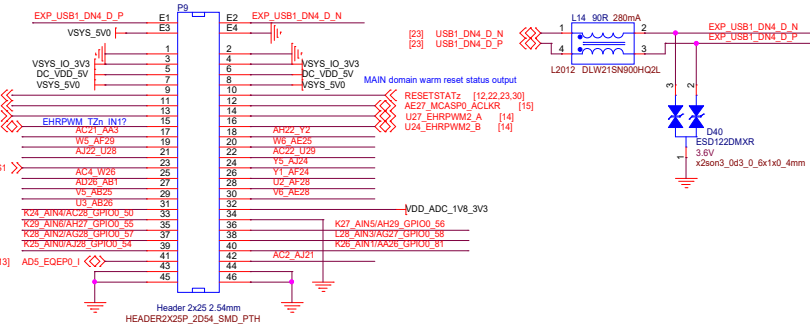 P9
EXP_USB1_DN4_D_P E1 E2 EXP_USB1_DN4_D_N
VSYS_5V0 E3 E4
1 2
VSYS_IO_3V3 3 4 VSYS_IO_3V3
DC_VDD_5V 5 6 DC_VDD_5V
VSYS_5V0 7 8 VSYS_5V0
MAIN domain warm reset status output
9 10 RESETSTATz [12,22,23,30]
11 12 AE27_MCASP0_ACLKR [15]
13 14 U27_EHRPWM2_A [14]
EHRPWM_TZn_IN1? 15 16 U24_EHRPWM2_B [14]
AC21_AA3 17 18 AH22_Y2
W5_AF29 19 20 W6_AE25
AJ22_U28 21 22 AC22_U29
23 24 Y5_AJ24
AC4_W26 25 26 Y1_AF24
AD26_AB1 27 28 U2_AF28
V5_AB25 29 30 V6_AE28
U3_AB26 31 32 VDD_ADC_1V8_3V3
K24_AIN4/AC28_GPIO0_50 33 34
K29_AIN6/AH27_GPIO0_55 35 36 K27_AIN5/AH29_GPIO0_56
K28_AIN2/AG28_GPIO0_57 37 38 L28_AIN3/AG27_GPIO0_58
K25_AIN0/AJ28_GPIO0_54 39 40 K26_AIN1/AA26_GPIO0_81
AD5_EQEP0_I 41 42 AC2_AJ21
43 44
45 46
Header 2x25 2.54mm
HEADER2X25P_2D54_SMD_PTH
L14 90R 280mA
[23] USB1_DN4_D_N 1 2 EXP_USB1_DN4_D_N
[23] USB1_DN4_D_P 4 3 EXP_USB1_DN4_D_P
L2012 DLW21SN900HQ2L
3 2
D40
ESD122DMXR
1 3.6V
x2son3_0d3_0_6x1x0_4mm